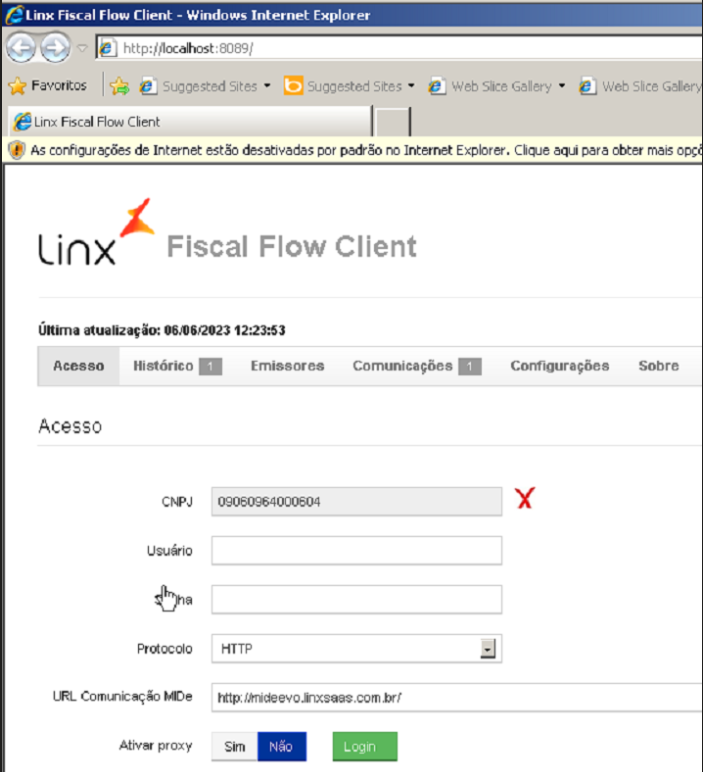 Linx Fiscal Flow Client - Windows Internet Explorer
http://localhost:8089/
Favoritos Suggested Sites Suggested Sites Web Slice Gallery Web Slice Gallery
Linx Fiscal Flow Client
As configurações de Internet estão desativadas por padrão no Internet Explorer. Clique aqui para obter mais opçõ
Linx Fiscal Flow Client
Última atualização: 06/06/2023 12:23:53
Acesso Histórico 1 Emissores Comunicações 1 Configurações Sobre
Acesso
CNPJ 09060964000604
Usuário
Protocolo HTTP
URL Comunicação MIDe http://mideevo.linxsaas.com.br/
Ativar proxy Sim Não Login